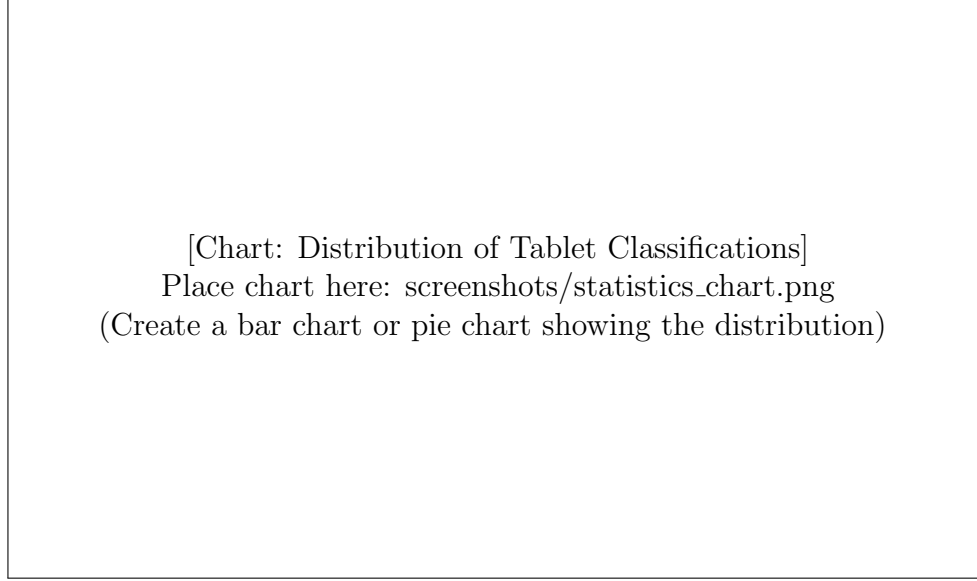 [Chart: Distribution of Tablet Classifications]
Place chart here: screenshots/statistics_chart.png
(Create a bar chart or pie chart showing the distribution)